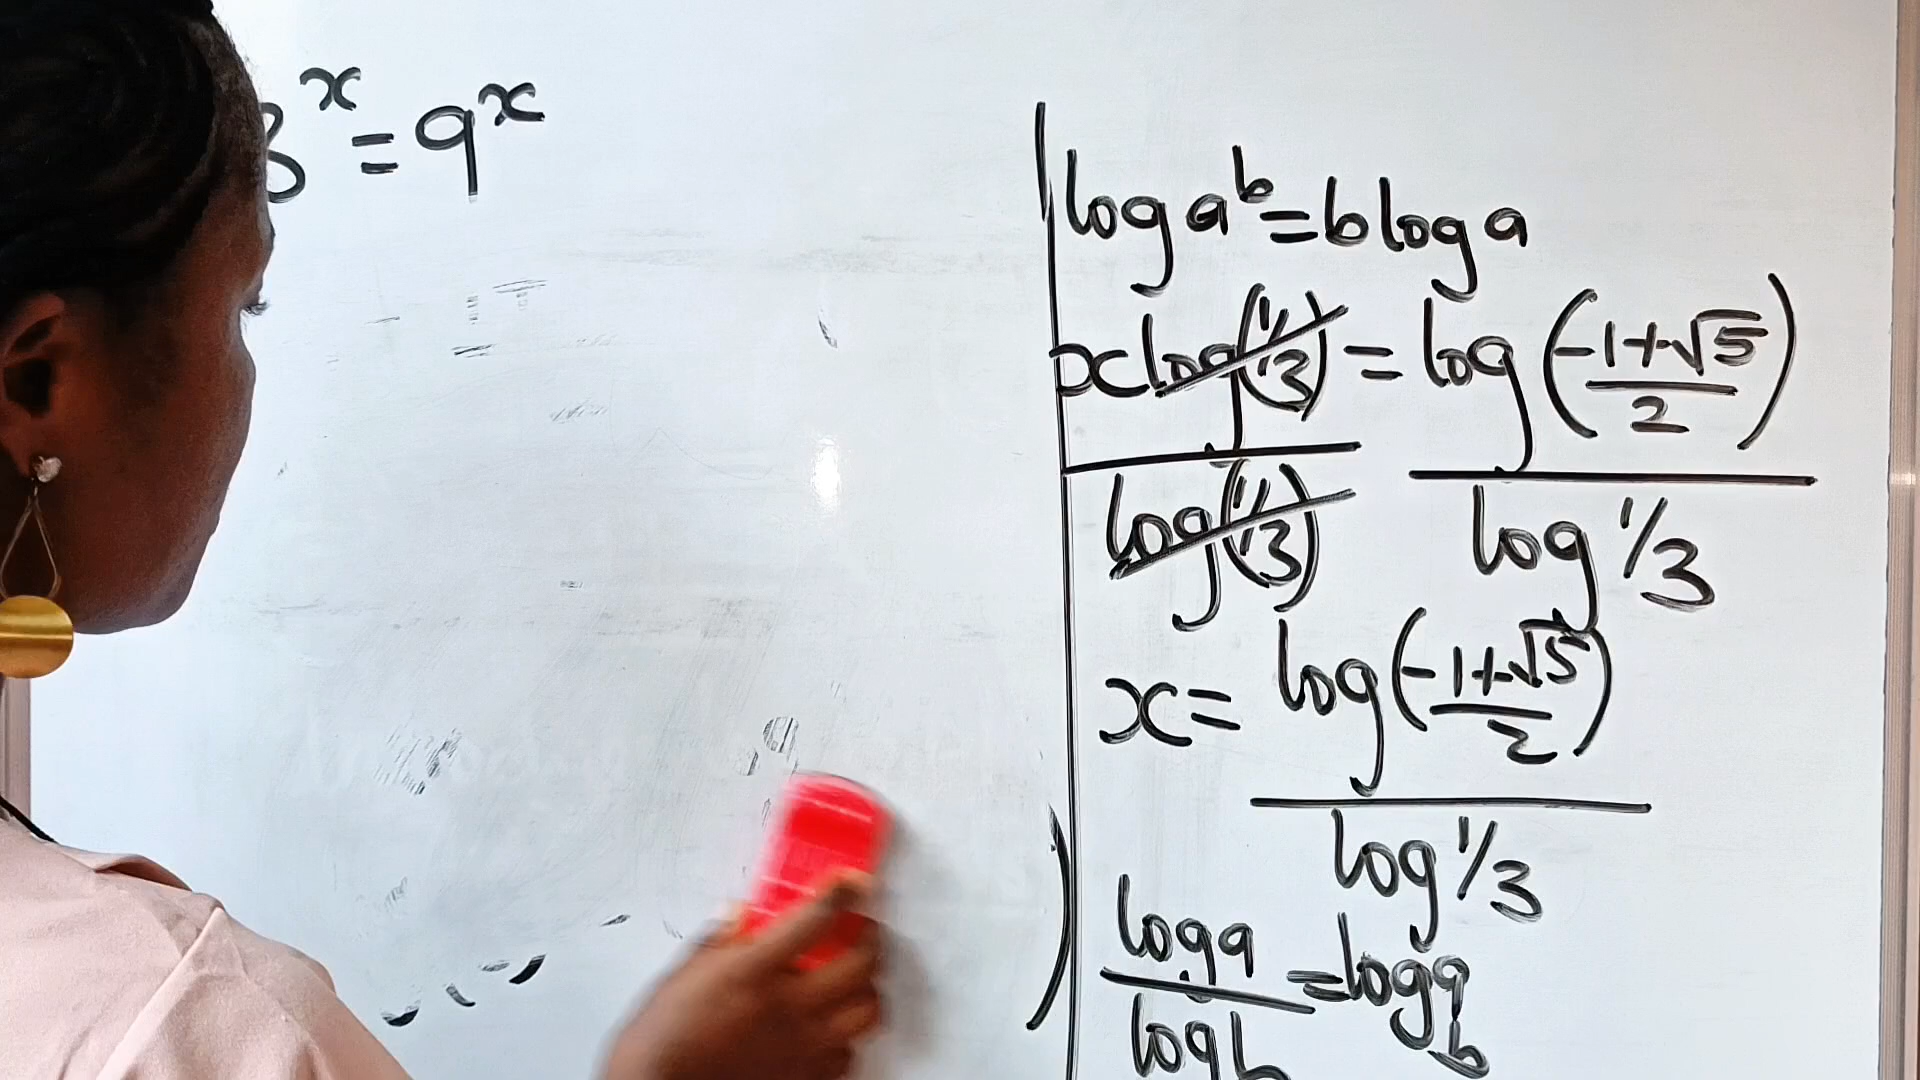 3^x = 9^x
log a^b = b log a
x log(1/3) = log((-1+√5)/2)
log(1/3) log 1/3
x = log((-1+√5)/2)
log 1/3
log a = log_b a
log b